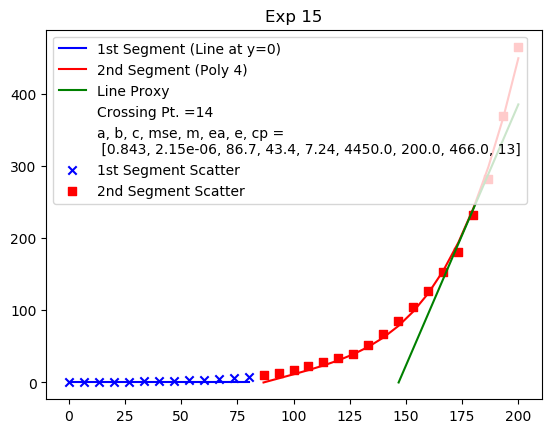 Exp 15
1st Segment (Line at y=0)
2nd Segment (Poly 4)
Line Proxy
Crossing Pt. =14
a, b, c, mse, m, ea, e, cp =
[0.843, 2.15e-06, 86.7, 43.4, 7.24, 4450.0, 200.0, 466.0, 13]
1st Segment Scatter
2nd Segment Scatter
400
300
200
100
0
0 25 50 75 100 125 150 175 200